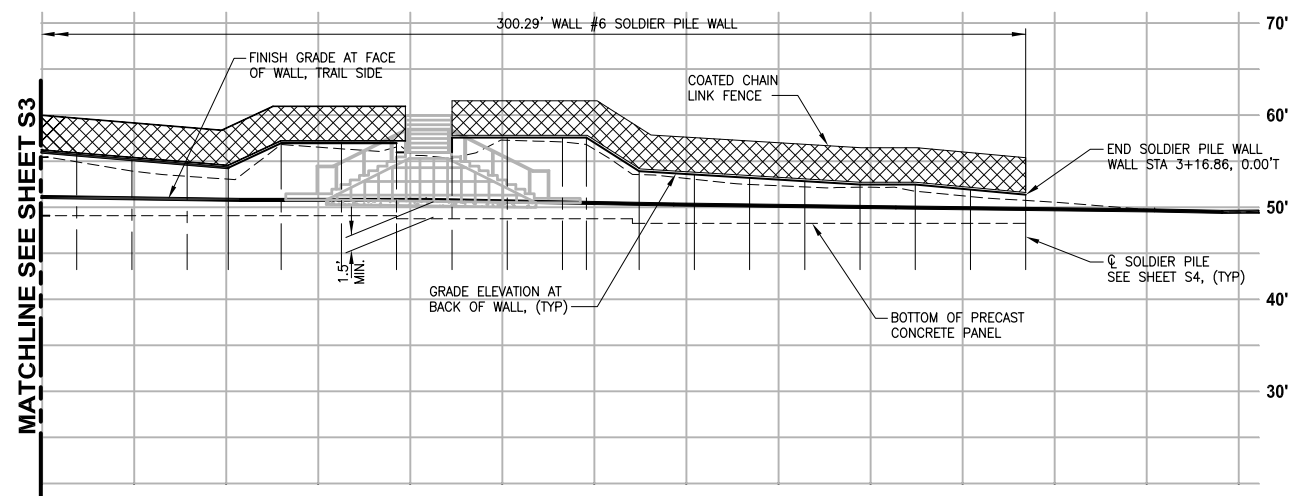 300.29' WALL #6 SOLDIER PILE WALL
70'
FINISH GRADE AT FACE
OF WALL, TRAIL SIDE
COATED CHAIN
LINK FENCE
60'
END SOLDIER PILE WALL
WALL STA 3+16.86, 0.00'T
50'
MATCHLINE SEE SHEET S3
1.5'
MIN.
GRADE ELEVATION AT
BACK OF WALL, (TYP)
BOTTOM OF PRECAST
CONCRETE PANEL
℄ SOLDIER PILE
SEE SHEET S4, (TYP)
40'
30'